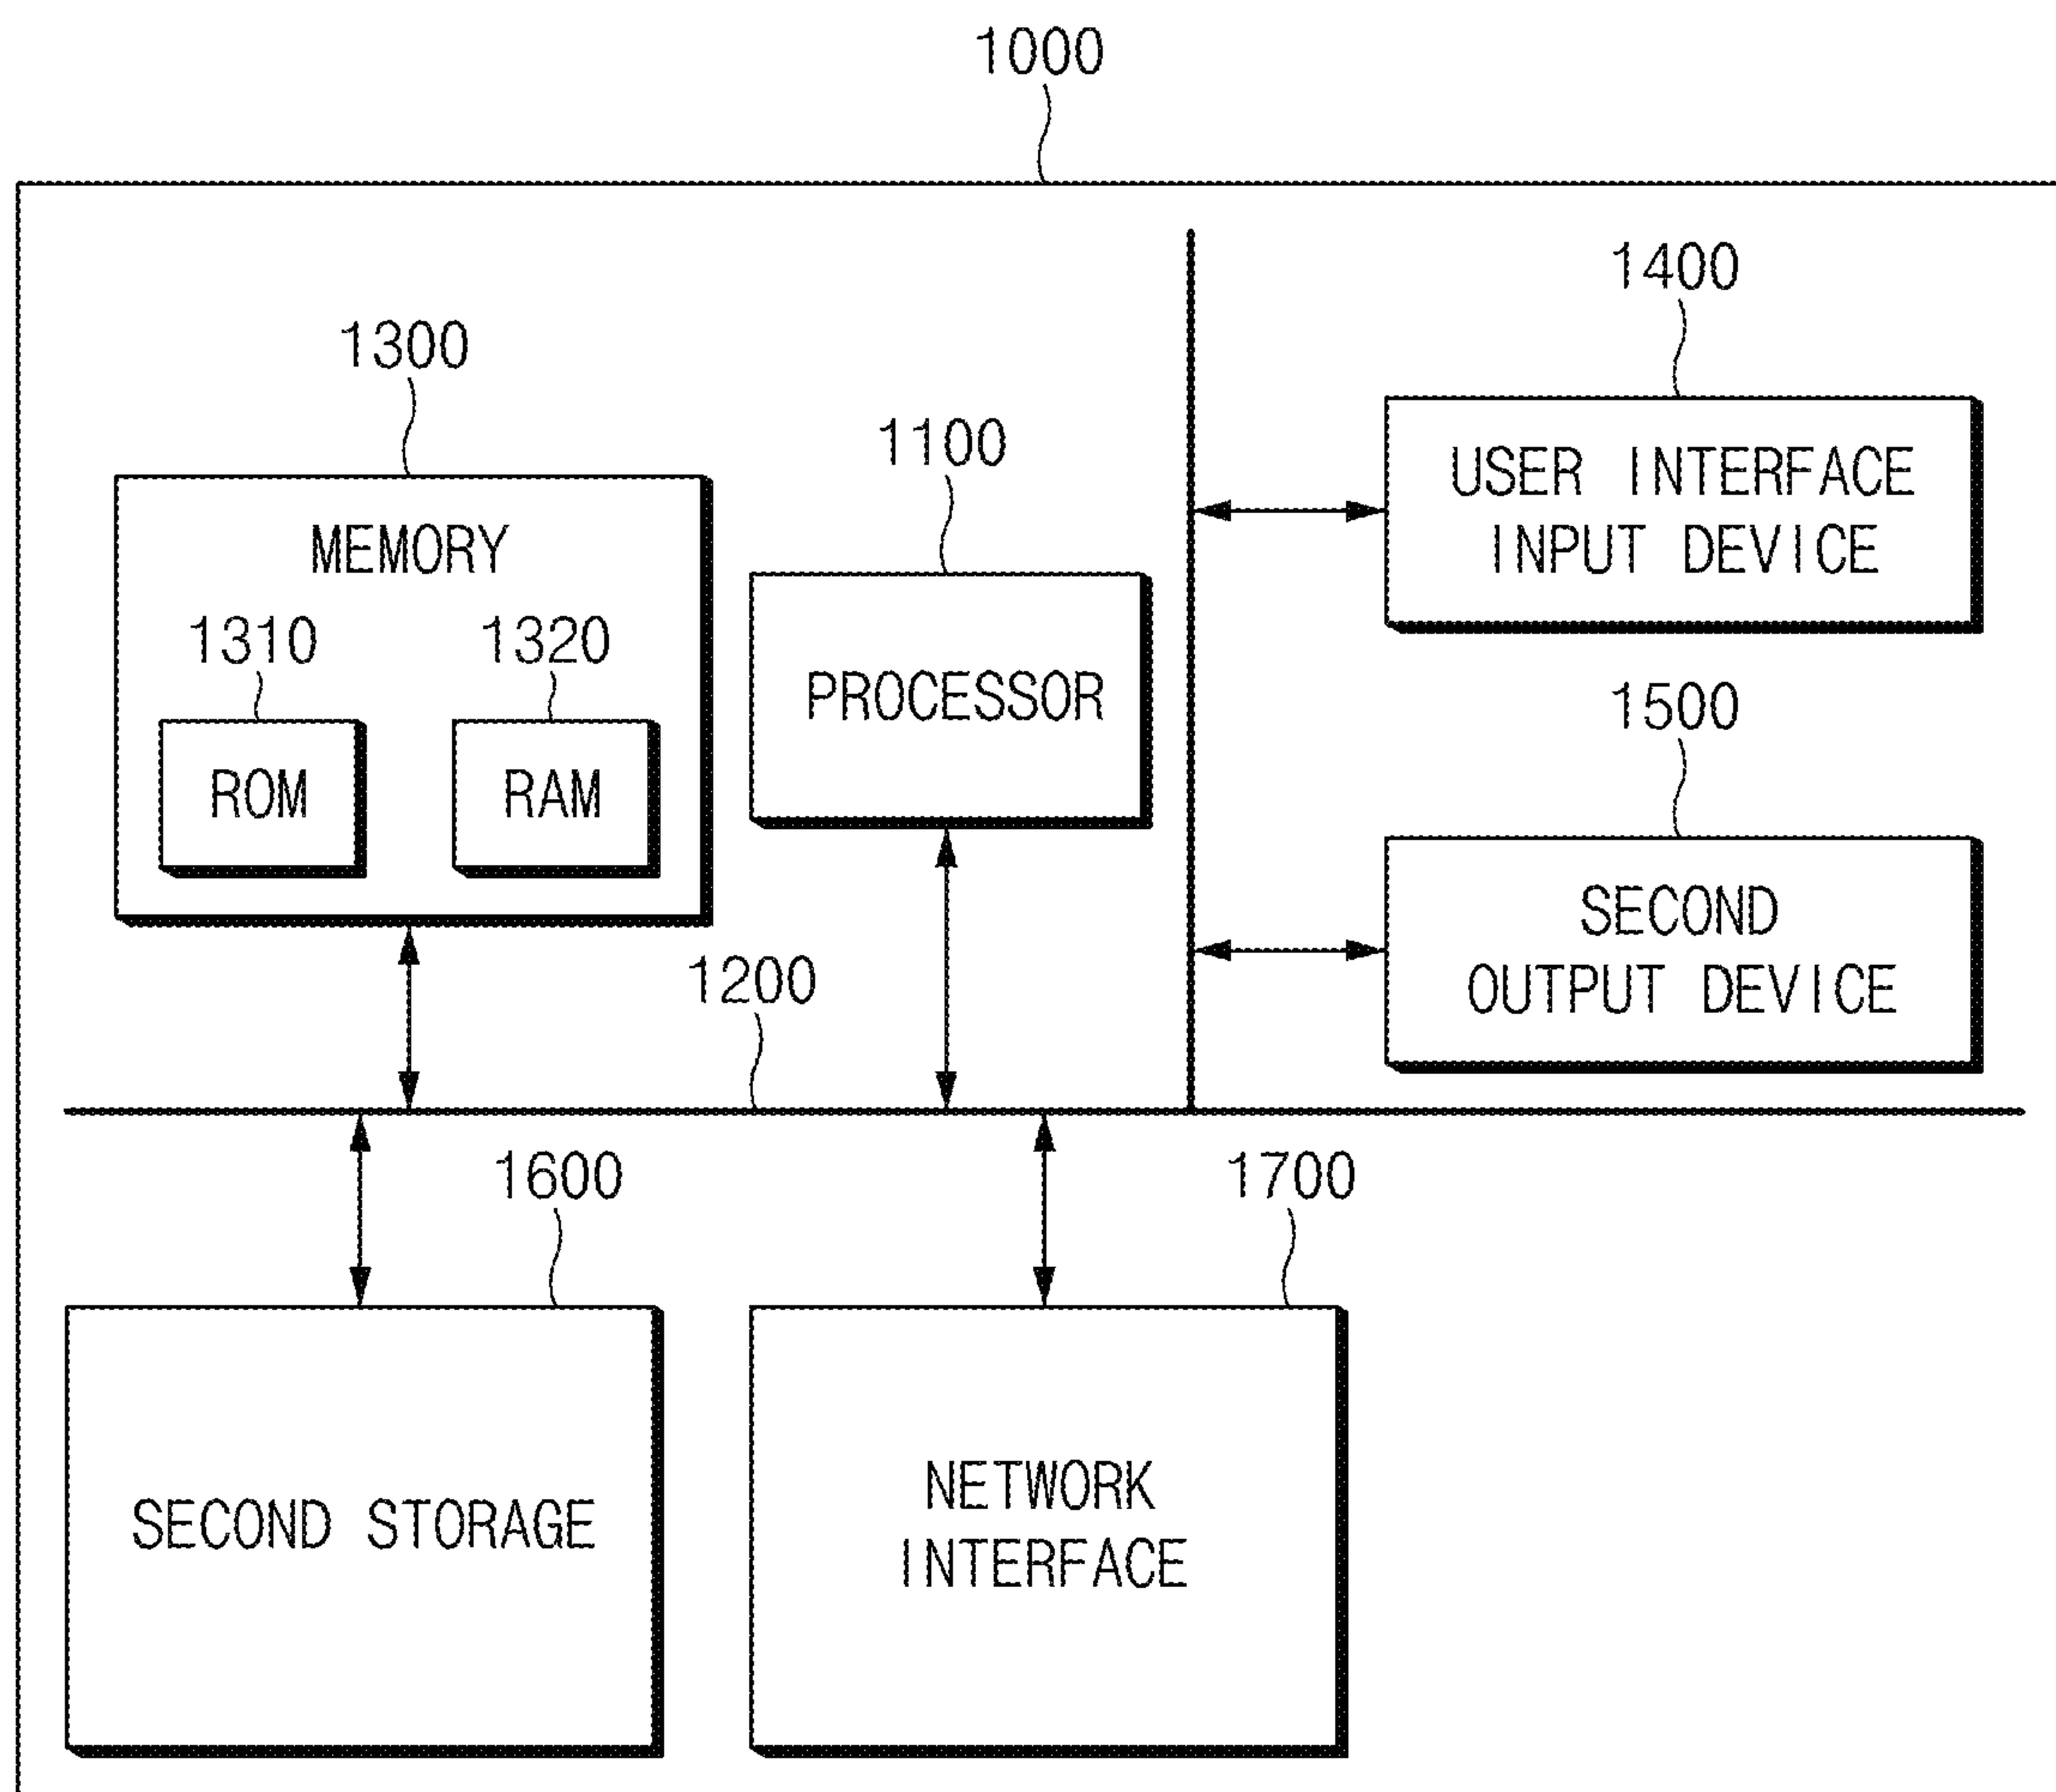 1000
1400
1300
1100
USER INTERFACE
INPUT DEVICE
MEMORY
1310
1320
PROCESSOR
ROM
RAM
1500
SECOND
OUTPUT DEVICE
1200
1600
1700
SECOND STORAGE
NETWORK
INTERFACE